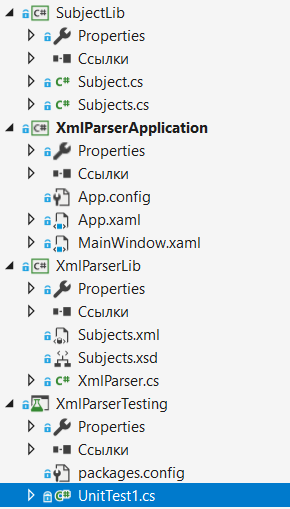 SubjectLib
Properties
Ссылки
Subject.cs
Subjects.cs
XmlParserApplication
Properties
Ссылки
App.config
App.xaml
MainWindow.xaml
XmlParserLib
Properties
Ссылки
Subjects.xml
Subjects.xsd
XmlParser.cs
XmlParserTesting
Properties
Ссылки
packages.config
UnitTest1.cs